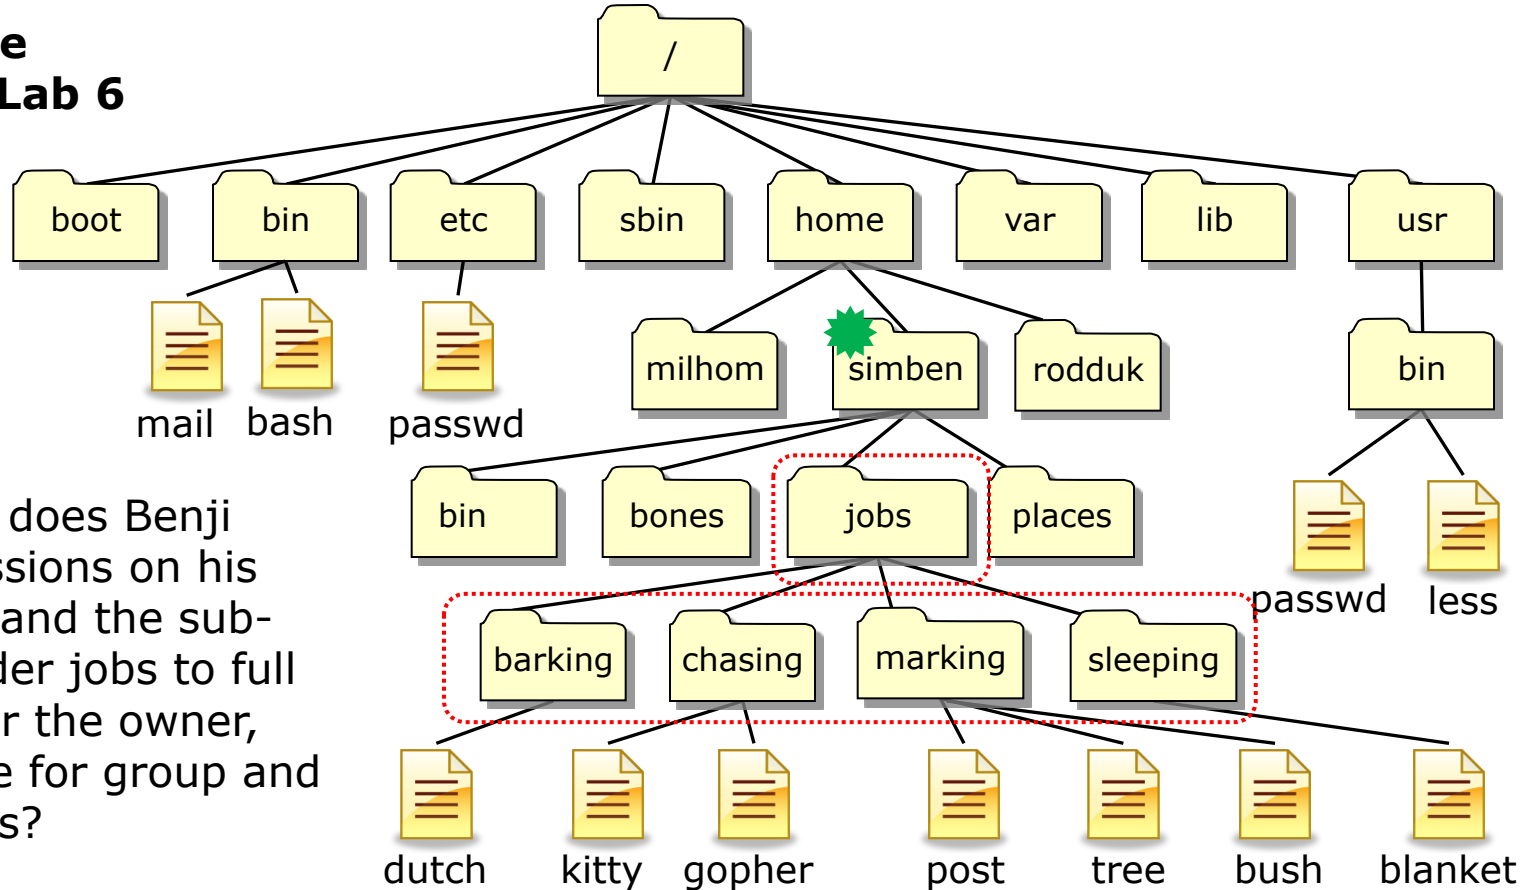 e
Lab 6
/
boot bin etc sbin home var lib usr
mail bash passwd
milhom simben rodduk bin
bin bones jobs places
passwd less
does Benji
ssions on his
and the sub-
der jobs to full
r the owner,
e for group and
s?
barking chasing marking sleeping
dutch kitty gopher post tree bush blanket